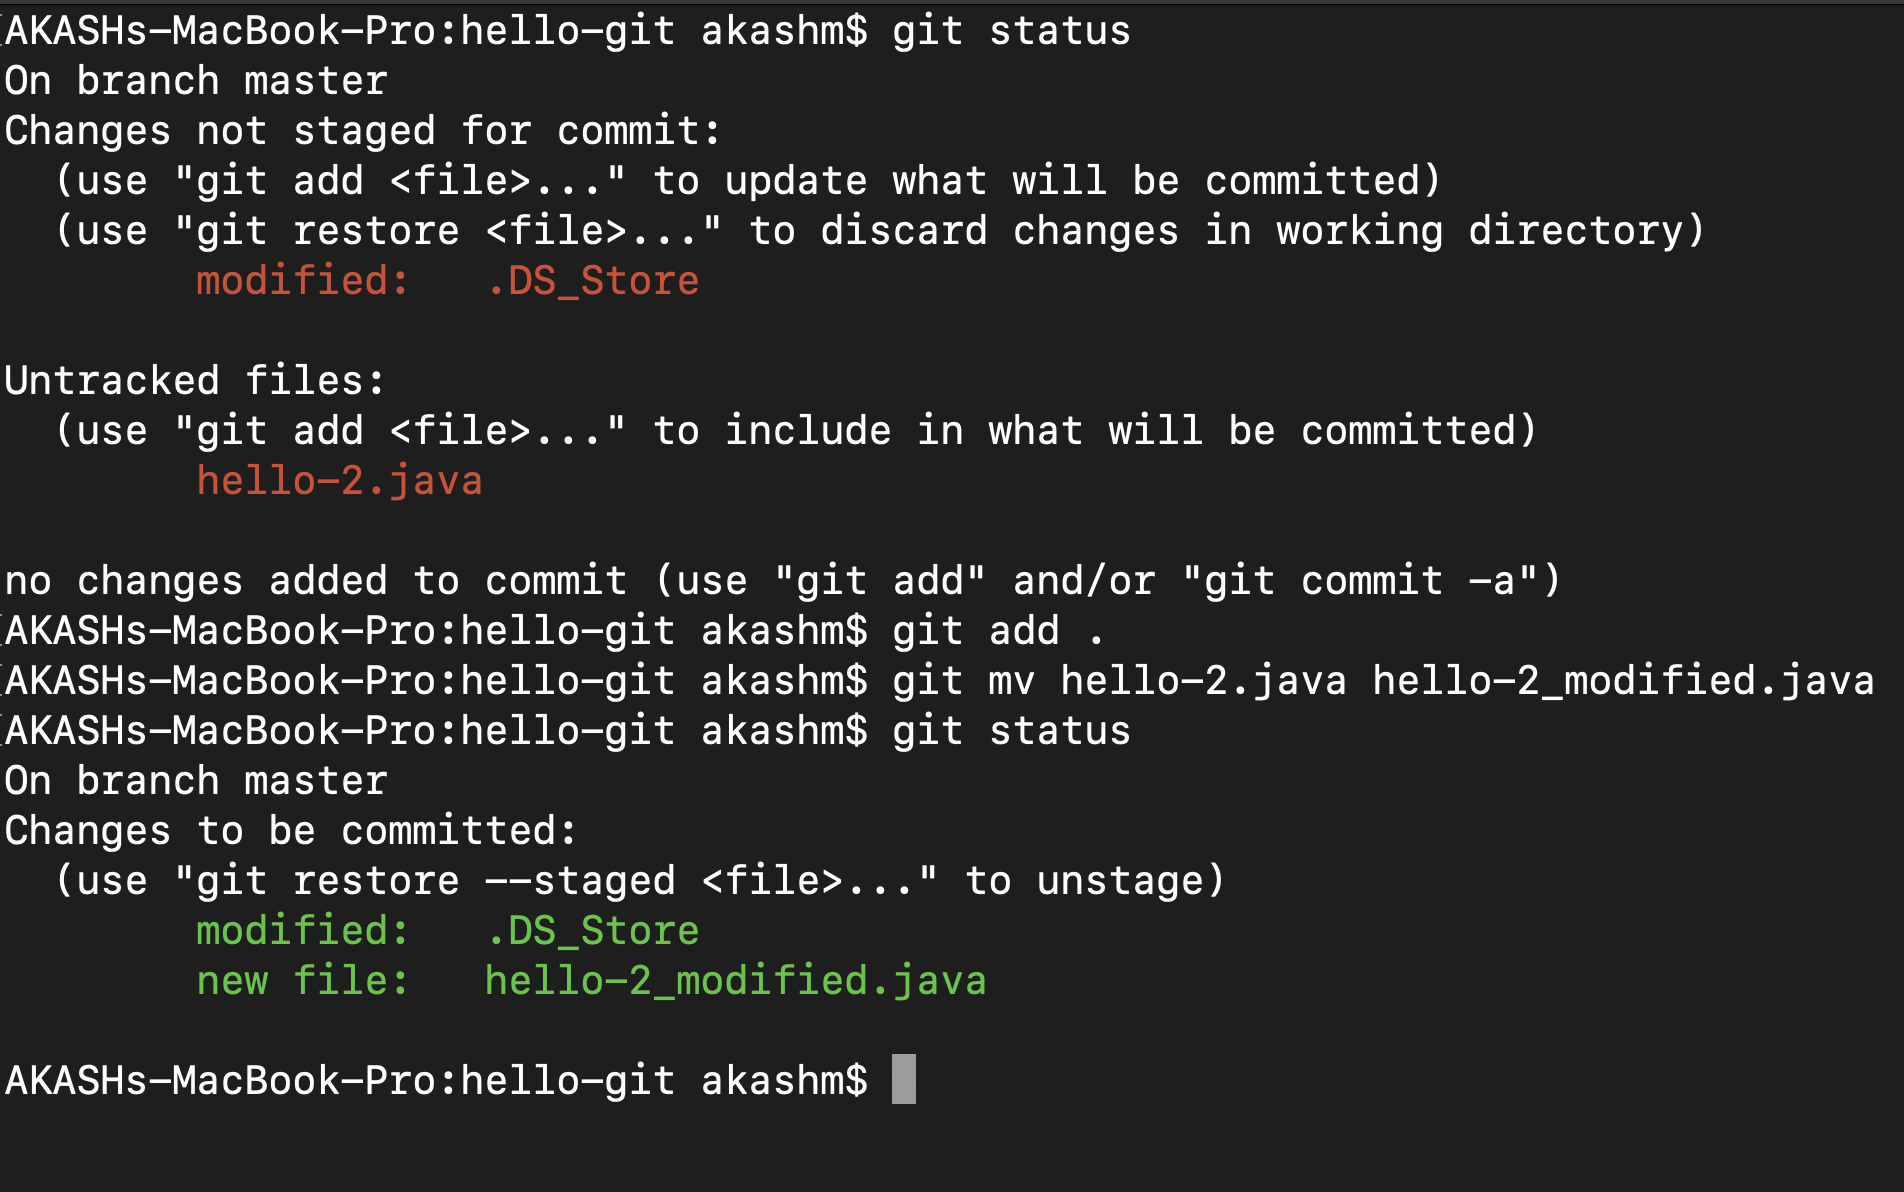 AKASHs-MacBook-Pro:hello-git akashm$ git status
On branch master
Changes not staged for commit:
  (use "git add <file>..." to update what will be committed)
  (use "git restore <file>..." to discard changes in working directory)
        modified:   .DS_Store

Untracked files:
  (use "git add <file>..." to include in what will be committed)
        hello-2.java

no changes added to commit (use "git add" and/or "git commit -a")
AKASHs-MacBook-Pro:hello-git akashm$ git add .
AKASHs-MacBook-Pro:hello-git akashm$ git mv hello-2.java hello-2_modified.java
AKASHs-MacBook-Pro:hello-git akashm$ git status
On branch master
Changes to be committed:
  (use "git restore --staged <file>..." to unstage)
        modified:   .DS_Store
        new file:   hello-2_modified.java

AKASHs-MacBook-Pro:hello-git akashm$